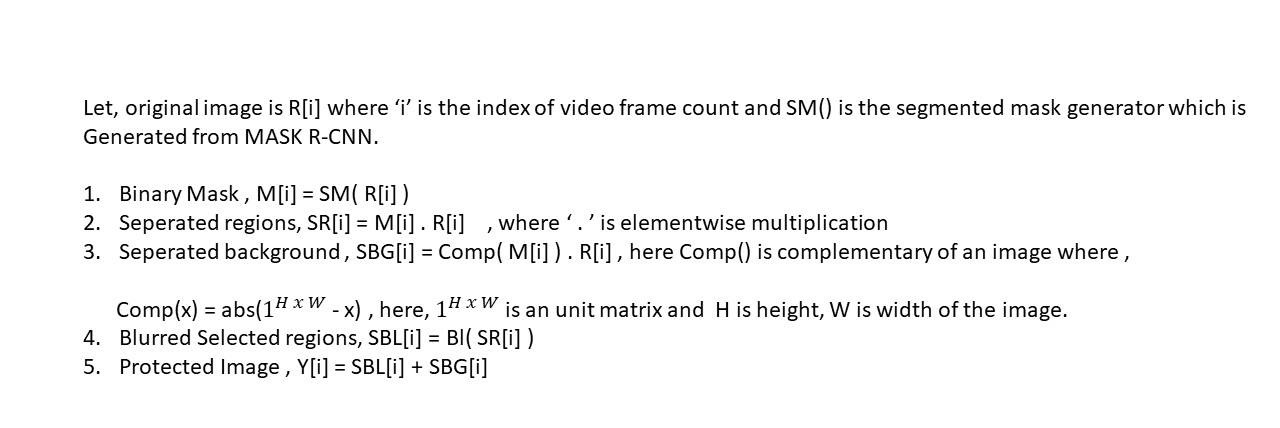 Let, original image is R[i] where ‘i’ is the index of video frame count and SM() is the segmented mask generator which is
Generated from MASK R-CNN.
1. Binary Mask , M[i] = SM( R[i] )
2. Seperated regions, SR[i] = M[i] . R[i] , where ‘ . ’ is elementwise multiplication
3. Seperated background , SBG[i] = Comp( M[i] ) . R[i] , here Comp() is complementary of an image where ,
Comp(x) = abs(1^{H x W} - x) , here, 1^{H x W} is an unit matrix and H is height, W is width of the image.
4. Blurred Selected regions, SBL[i] = Bl( SR[i] )
5. Protected Image , Y[i] = SBL[i] + SBG[i]